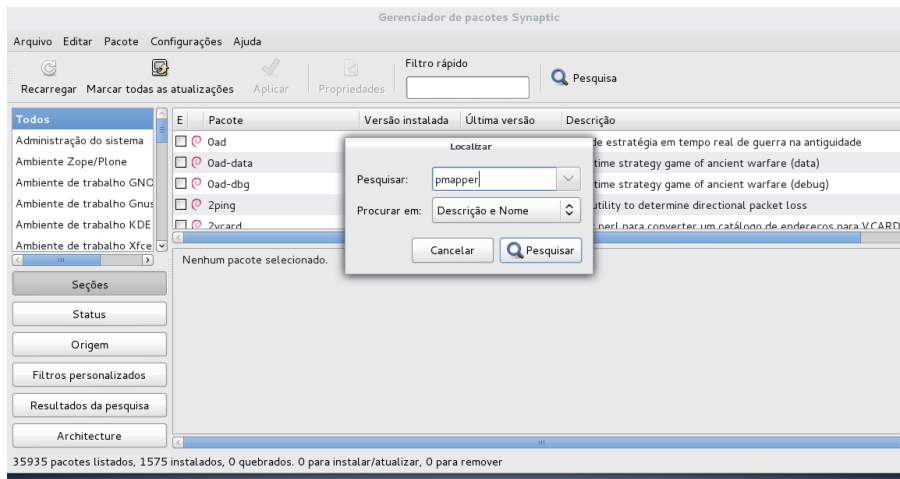 Gerenciador de pacotes Synaptic
Arquivo Editar Pacote Configurações Ajuda
Recarregar Marcar todas as atualizações Aplicar Propriedades
Filtro rápido
Pesquisa
Todos
Administração do sistema
Ambiente Zope/Plone
Ambiente de trabalho GNO
Ambiente de trabalho Gnus
Ambiente de trabalho KDE
Ambiente de trabalho Xfce
E Pacote Versão instalada Última versão Descrição
0ad de estratégia em tempo real de guerra na antiguidade
0ad-data time strategy game of ancient warfare (data)
0ad-dbg time strategy game of ancient warfare (debug)
2ping utility to determine directional packet loss
2vcard perl para converter um catálogo de endereços para VCARD
Localizar
Pesquisar: pmapper
Procurar em: Descrição e Nome
Cancelar Pesquisar
Nenhum pacote selecionado.
Seções
Status
Origem
Filtros personalizados
Resultados da pesquisa
Architecture
35935 pacotes listados, 1575 instalados, 0 quebrados. 0 para instalar/atualizar, 0 para remover